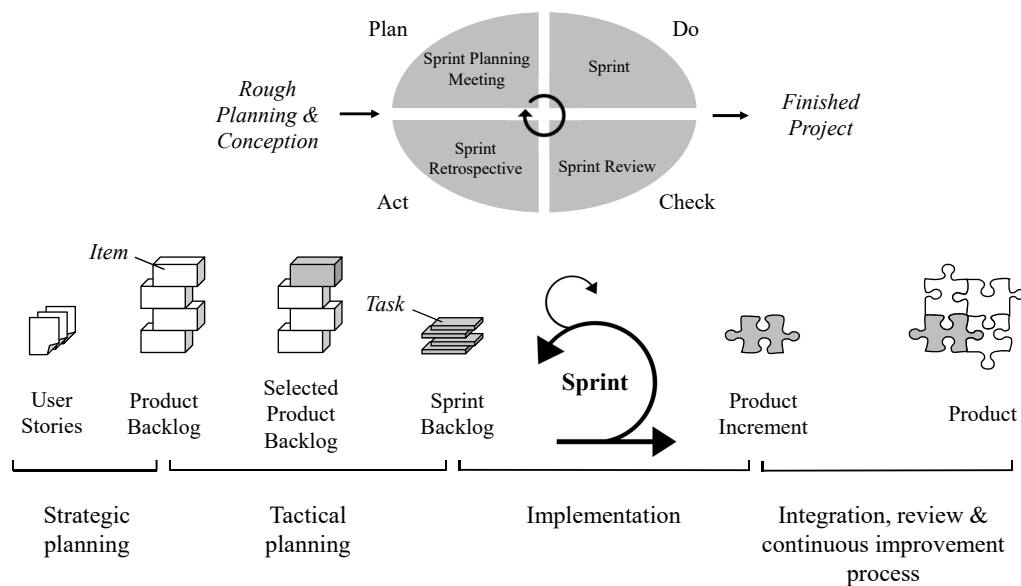 Plan
Do
Sprint Planning
Meeting
Sprint
Rough
Planning &
Conception
Finished
Project
Sprint
Retrospective
Sprint Review
Act
Check
Item
Task
Sprint
User
Stories
Product
Backlog
Selected
Product
Backlog
Sprint
Backlog
Product
Increment
Product
Strategic
planning
Tactical
planning
Implementation
Integration, review &
continuous improvement
process